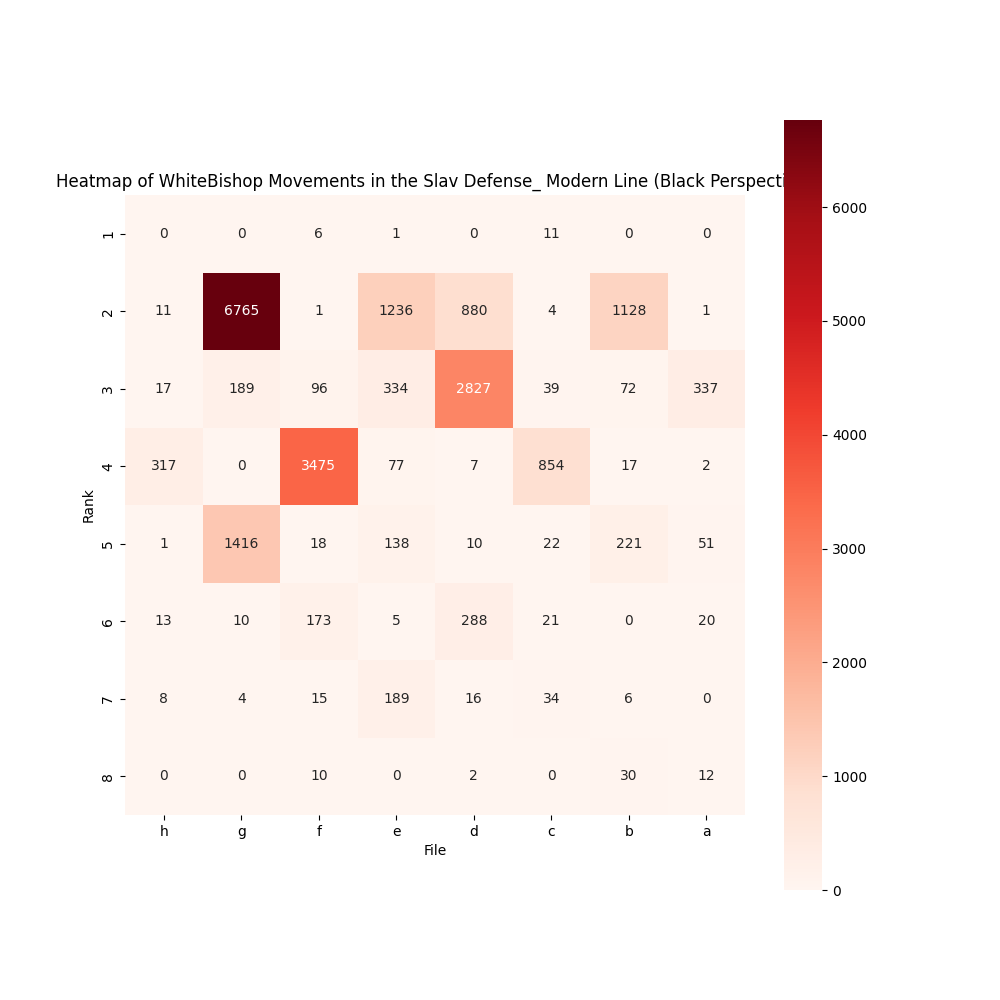 Heatmap of WhiteBishop Movements in the Slav Defense_ Modern Line (Black Perspecti
1 0 0 6 1 0 11 0 0
2 11 6765 1 1236 880 4 1128 1
3 17 189 96 334 2827 39 72 337
4 317 0 3475 77 7 854 17 2
Rank
5 1 1416 18 138 10 22 221 51
6 13 10 173 5 288 21 0 20
7 8 4 15 189 16 34 6 0
8 0 0 10 0 2 0 30 12
h g f e d c b a
File
6000
5000
4000
3000
2000
1000
0